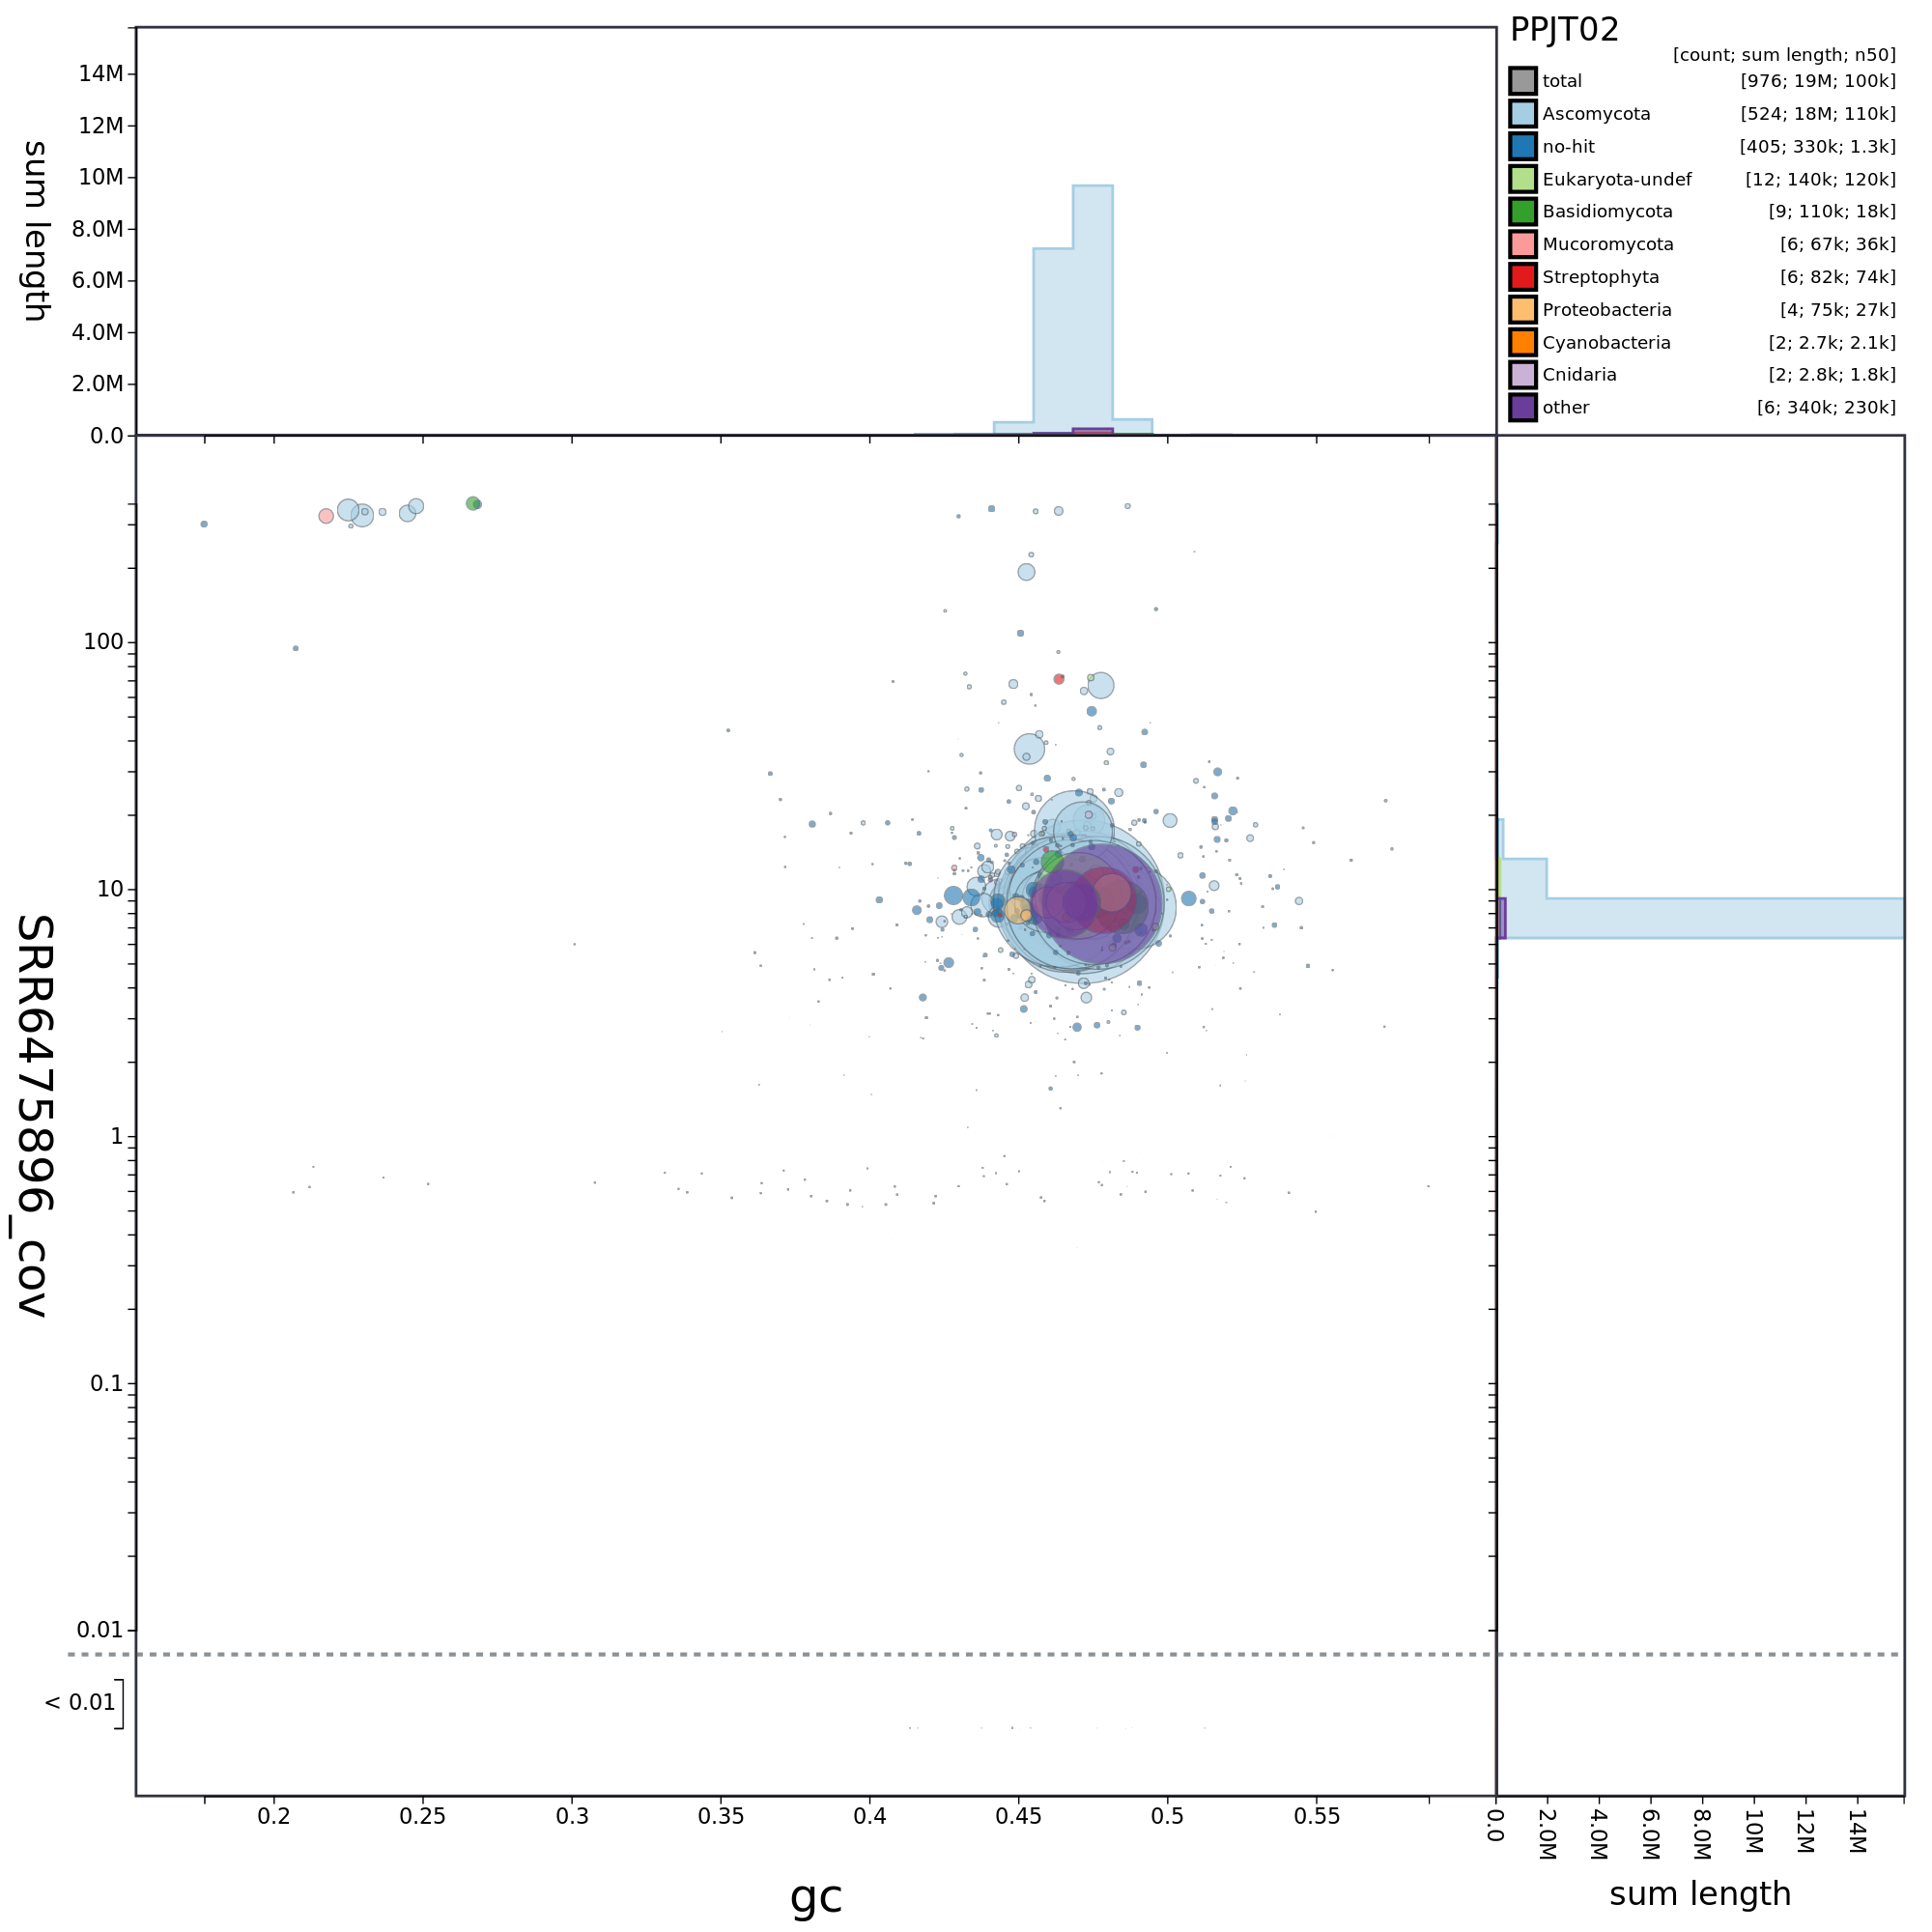 PPJT02
[count; sum length; n50]
total [976; 19M; 100k]
Ascomycota [524; 18M; 110k]
no-hit [405; 330k; 1.3k]
Eukaryota-undef [12; 140k; 120k]
Basidiomycota [9; 110k; 18k]
Mucoromycota [6; 67k; 36k]
Streptophyta [6; 82k; 74k]
Proteobacteria [4; 75k; 27k]
Cyanobacteria [2; 2.7k; 2.1k]
Cnidaria [2; 2.8k; 1.8k]
other [6; 340k; 230k]
sum length
14M
12M
10M
8.0M
6.0M
4.0M
2.0M
0.0
SRR6475896_cov
100
10
1
0.1
0.01
< 0.01
0.2 0.25 0.3 0.35 0.4 0.45 0.5 0.55
gc
0.0 2.0M 4.0M 6.0M 8.0M 10M 12M 14M
sum length